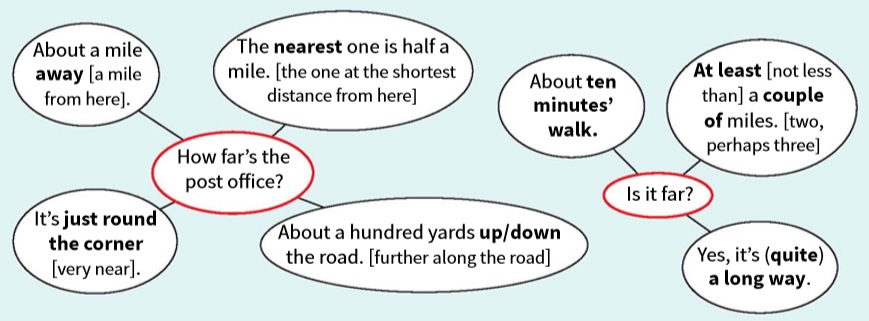 About a mile
away [a mile
from here].
The nearest one is half a
mile. [the one at the shortest
distance from here]
How far's the
post office?
It's just round
the corner
[very near].
About a hundred yards up/down
the road. [further along the road]
About ten
minutes'
walk.
At least [not less
than] a couple
of miles. [two,
perhaps three]
Is it far?
Yes, it's (quite)
a long way.